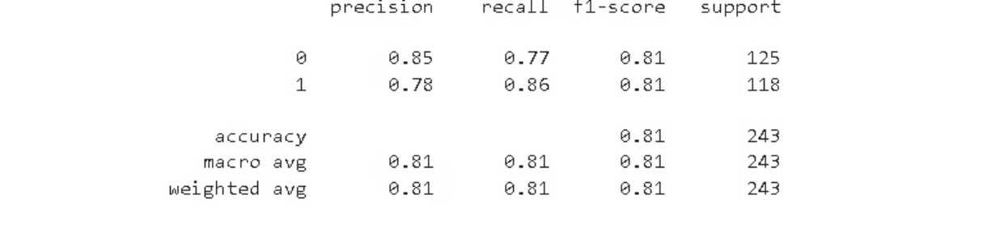 precision recall f1-score support
0 0.85 0.77 0.81 125
1 0.78 0.86 0.81 118
accuracy 0.81 243
macro avg 0.81 0.81 0.81 243
weighted avg 0.81 0.81 0.81 243